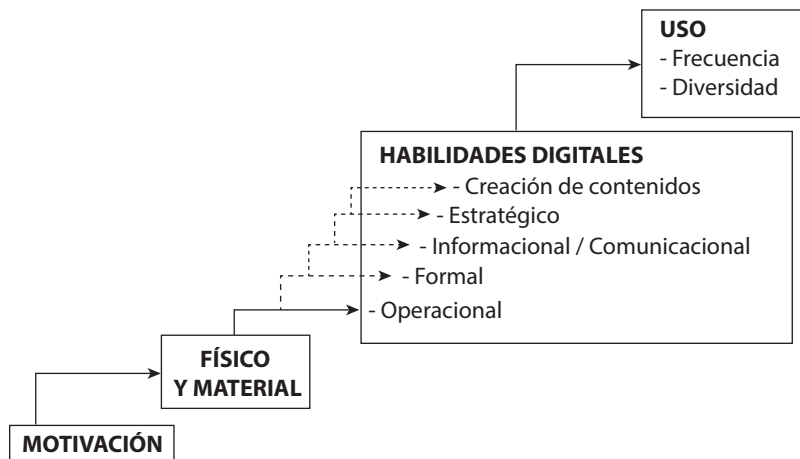 USO
- Frecuencia
- Diversidad
HABILIDADES DIGITALES
- Creación de contenidos
- Estratégico
- Informacional / Comunicacional
- Formal
- Operacional
FÍSICO
Y MATERIAL
MOTIVACIÓN